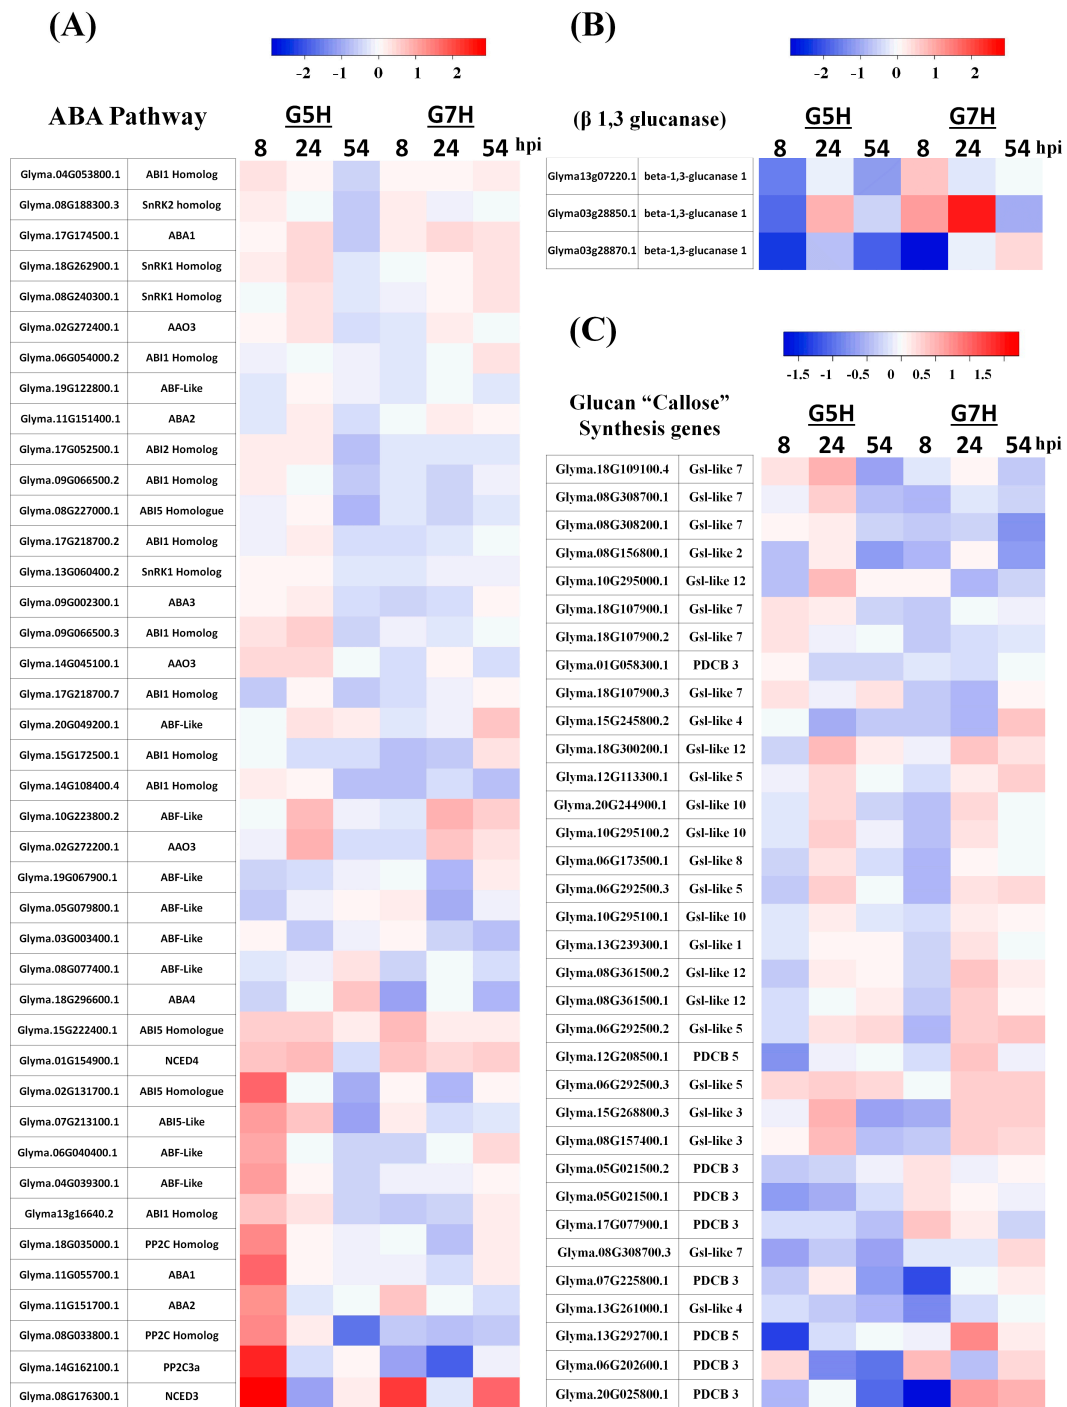 (A)
-2 -1 0 1 2
ABA Pathway
G5H G7H
8 24 54 8 24 54 hpi
Glyma.04G053800.1 ABI1 Homolog
Glyma.08G188300.3 SnRK2 homolog
Glyma.17G174500.1 ABA1
Glyma.18G262900.1 SnRK1 Homolog
Glyma.08G240300.1 SnRK1 Homolog
Glyma.02G272400.1 AAO3
Glyma.06G054000.2 ABI1 Homolog
Glyma.19G122800.1 ABF-Like
Glyma.11G151400.1 ABA2
Glyma.17G052500.1 ABI2 Homolog
Glyma.09G066500.2 ABI1 Homolog
Glyma.08G227000.1 ABI5 Homologue
Glyma.17G218700.2 ABI1 Homolog
Glyma.13G060400.2 SnRK1 Homolog
Glyma.09G002300.1 ABA3
Glyma.09G066500.3 ABI1 Homolog
Glyma.14G045100.1 AAO3
Glyma.17G218700.7 ABI1 Homolog
Glyma.20G049200.1 ABF-Like
Glyma.15G172500.1 ABI1 Homolog
Glyma.14G108400.4 ABI1 Homolog
Glyma.10G223800.2 ABF-Like
Glyma.02G272200.1 AAO3
Glyma.19G067900.1 ABF-Like
Glyma.05G079800.1 ABF-Like
Glyma.03G003400.1 ABF-Like
Glyma.08G077400.1 ABF-Like
Glyma.18G296600.1 ABA4
Glyma.15G222400.1 ABI5 Homologue
Glyma.01G154900.1 NCED4
Glyma.02G131700.1 ABI5 Homologue
Glyma.07G213100.1 ABI5-Like
Glyma.06G040400.1 ABF-Like
Glyma.04G039300.1 ABF-Like
Glyma13g16640.2 ABI1 Homolog
Glyma.18G035000.1 PP2C Homolog
Glyma.11G055700.1 ABA1
Glyma.11G151700.1 ABA2
Glyma.08G033800.1 PP2C Homolog
Glyma.14G162100.1 PP2C3a
Glyma.08G176300.1 NCED3
(B)
-2 -1 0 1 2
(β 1,3 glucanase)
G5H G7H
8 24 54 8 24 54 hpi
Glyma13g07220.1 beta-1,3-glucanase 1
Glyma03g28850.1 beta-1,3-glucanase 1
Glyma03g28870.1 beta-1,3-glucanase 1
(C)
-1.5 -1 -0.5 0 0.5 1 1.5
Glucan “Callose”
Synthesis genes
G5H G7H
8 24 54 8 24 54 hpi
Glyma.18G109100.4 Gsl-like 7
Glyma.08G308700.1 Gsl-like 7
Glyma.08G308200.1 Gsl-like 7
Glyma.08G156800.1 Gsl-like 2
Glyma.10G295000.1 Gsl-like 12
Glyma.18G107900.1 Gsl-like 7
Glyma.18G107900.2 Gsl-like 7
Glyma.01G058300.1 PDCB 3
Glyma.18G107900.3 Gsl-like 7
Glyma.15G245800.2 Gsl-like 4
Glyma.18G300200.1 Gsl-like 12
Glyma.12G113300.1 Gsl-like 5
Glyma.20G244900.1 Gsl-like 10
Glyma.10G295100.2 Gsl-like 10
Glyma.06G173500.1 Gsl-like 8
Glyma.06G292500.3 Gsl-like 5
Glyma.10G295100.1 Gsl-like 10
Glyma.13G239300.1 Gsl-like 1
Glyma.08G361500.2 Gsl-like 12
Glyma.08G361500.1 Gsl-like 12
Glyma.06G292500.2 Gsl-like 5
Glyma.12G208500.1 PDCB 5
Glyma.06G292500.3 Gsl-like 5
Glyma.15G268800.3 Gsl-like 3
Glyma.08G157400.1 Gsl-like 3
Glyma.05G021500.2 PDCB 3
Glyma.05G021500.1 PDCB 3
Glyma.17G077900.1 PDCB 3
Glyma.08G308700.3 Gsl-like 7
Glyma.07G225800.1 PDCB 3
Glyma.13G261000.1 Gsl-like 4
Glyma.13G292700.1 PDCB 5
Glyma.06G202600.1 PDCB 3
Glyma.20G025800.1 PDCB 3